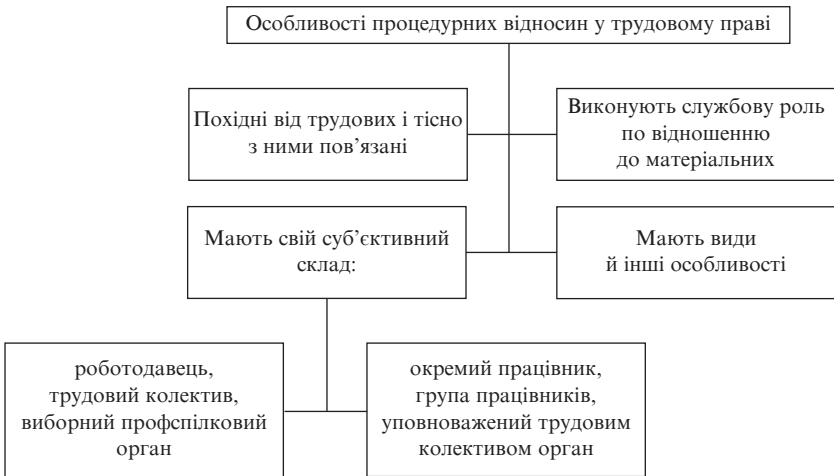 Особливості процедурних відносин у трудовому праві
Похідні від трудових і тісно
з ними пов’язані
Виконують службову роль
по відношенню
до матеріальних
Мають свій суб’єктивний
склад:
Мають види
й інші особливості
роботодавець,
трудовий колектив,
виборний профспілковий
орган
окремий працівник,
група працівників,
уповноважений трудовим
колективом орган